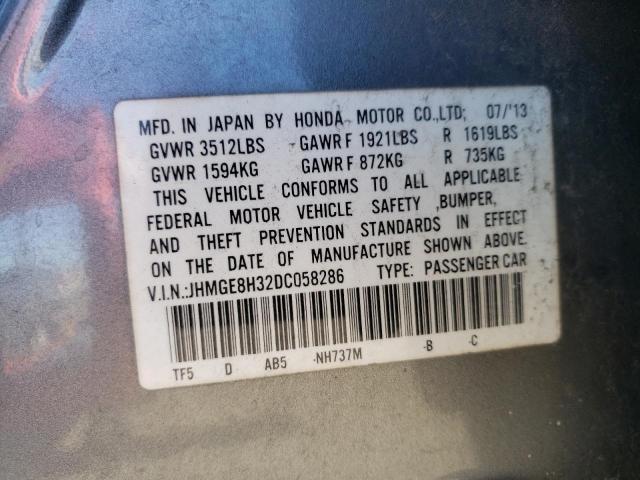 MFD. IN JAPAN BY HONDA MOTOR CO.,LTD; 07/'13
GVWR 3512LBS GAWR F 1921LBS R 1619LBS
GVWR 1594KG GAWR F 872KG R 735KG
THIS VEHICLE CONFORMS TO ALL APPLICABLE
FEDERAL MOTOR VEHICLE SAFETY ,BUMPER,
AND THEFT PREVENTION STANDARDS IN EFFECT
ON THE DATE OF MANUFACTURE SHOWN ABOVE.
V.I.N.:JHMGE8H32DC058286 TYPE: PASSENGER CAR
TF5 D AB5 -NH737M -B -C